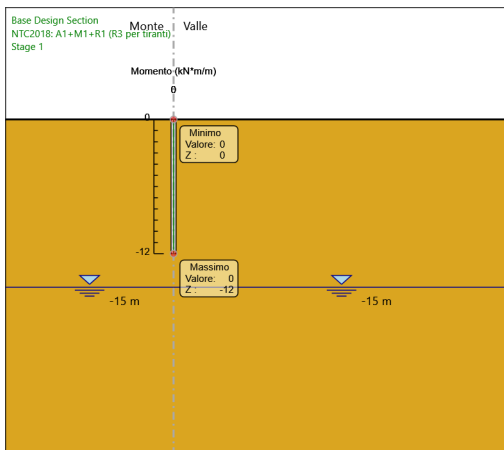 Base Design Section
NTC2018: A1+M1+R1 (R3 per tiranti)
Stage 1
Monte
Valle
Momento (kN*m/m)
0
0
Minimo
Valore: 0
Z : 0
-12
Massimo
Valore: 0
Z : -12
-15 m
-15 m